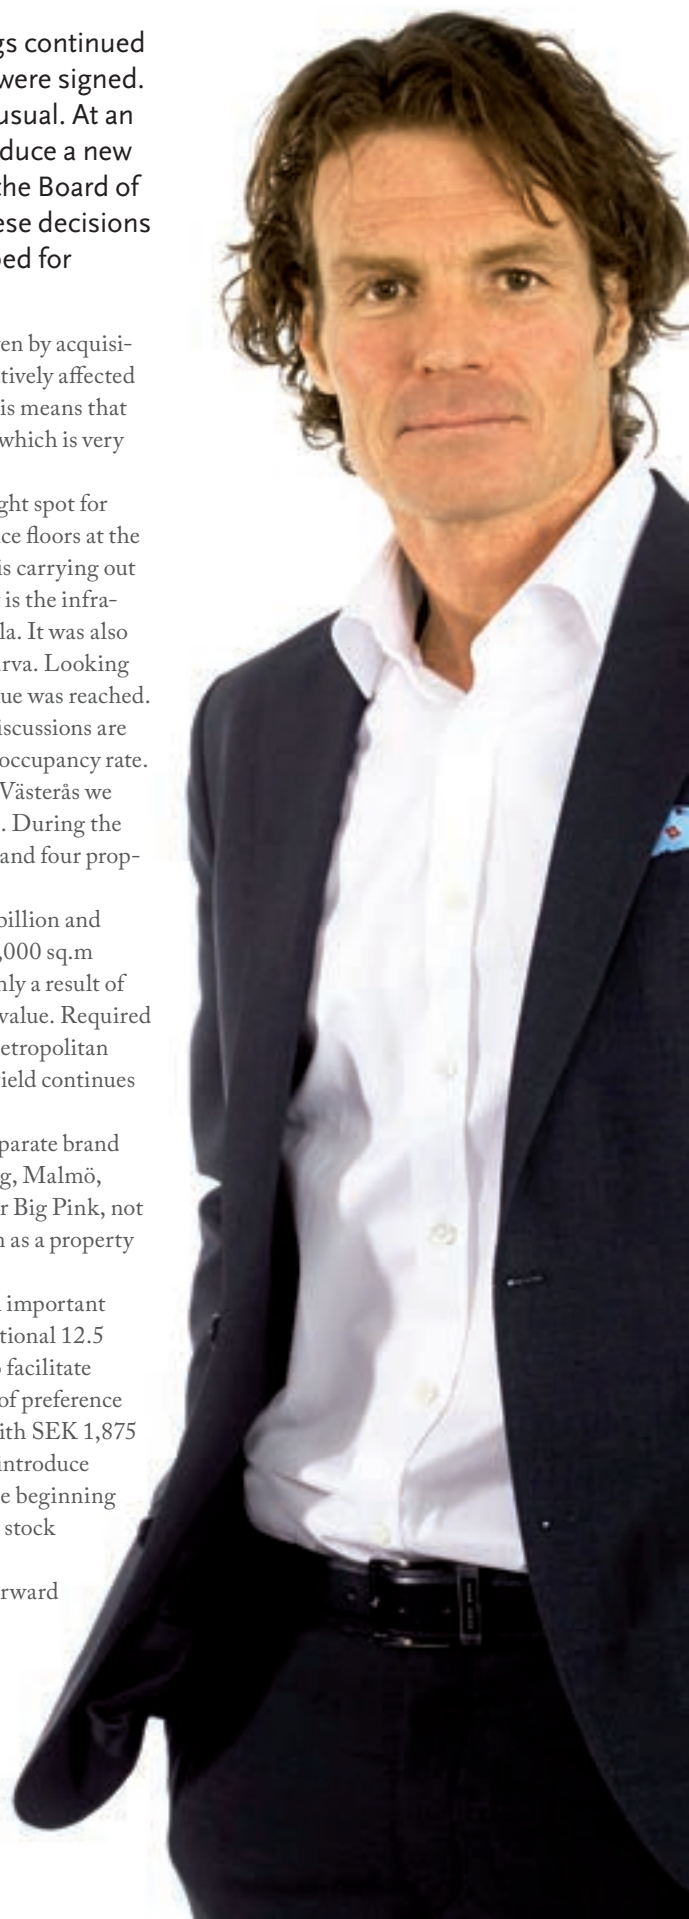 gs continued
were signed.
usual. At an
duce a new
the Board of
ese decisions
ped for
en by acquisi-
tively affected
is means that
which is very
ght spot for
ce floors at the
is carrying out
is the infra-
la. It was also
arva. Looking
ue was reached.
iscussions are
occupancy rate.
Västerås we
. During the
and four prop-
billion and
,000 sq.m
nly a result of
value. Required
etropolitan
ield continues
parate brand
g, Malmö,
r Big Pink, not
n as a property
important
tional 12.5
facilitate
of preference
ith SEK 1,875
introduce
e beginning
stock
rward